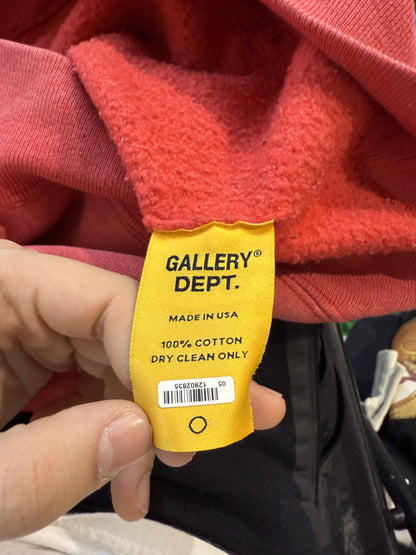 GALLERY®
DEPT.
MADE IN USA
100% COTTON
DRY CLEAN ONLY
05
12802835